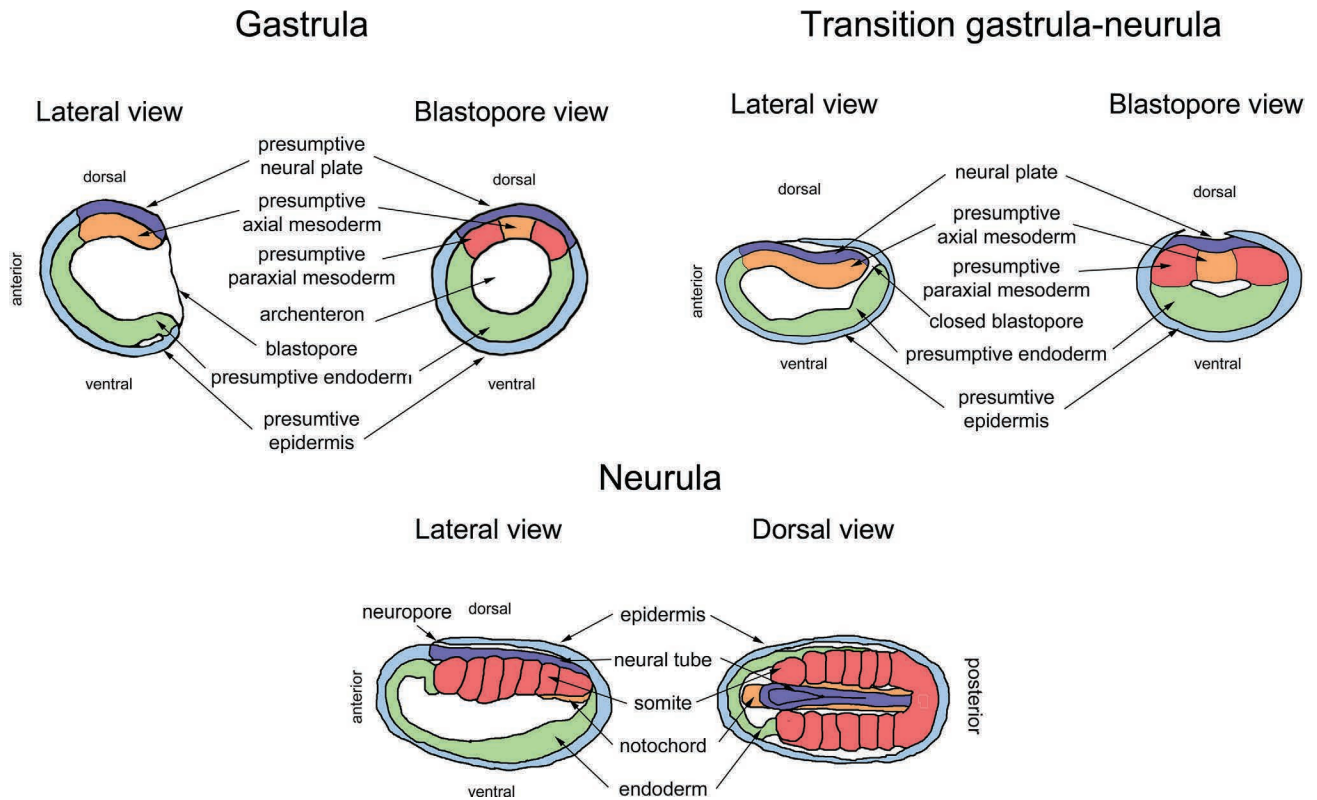 Gastrula
Lateral view
Blastopore view
presumptive
neural plate
dorsal
dorsal
presumptive
axial mesoderm
presumptive
paraxial mesoderm
anterior
archenteron
blastopore
presumptive endoderm
ventral
ventral
presumtive
epidermis
Transition gastrula-neurula
Lateral view
Blastopore view
neural plate
dorsal
dorsal
presumptive
axial mesoderm
presumptive
paraxial mesoderm
anterior
closed blastopore
presumptive endoderm
ventral
ventral
presumptive
epidermis
Neurula
Lateral view
Dorsal view
neuropore
dorsal
epidermis
neural tube
anterior
somite
posterior
notochord
endoderm
ventral